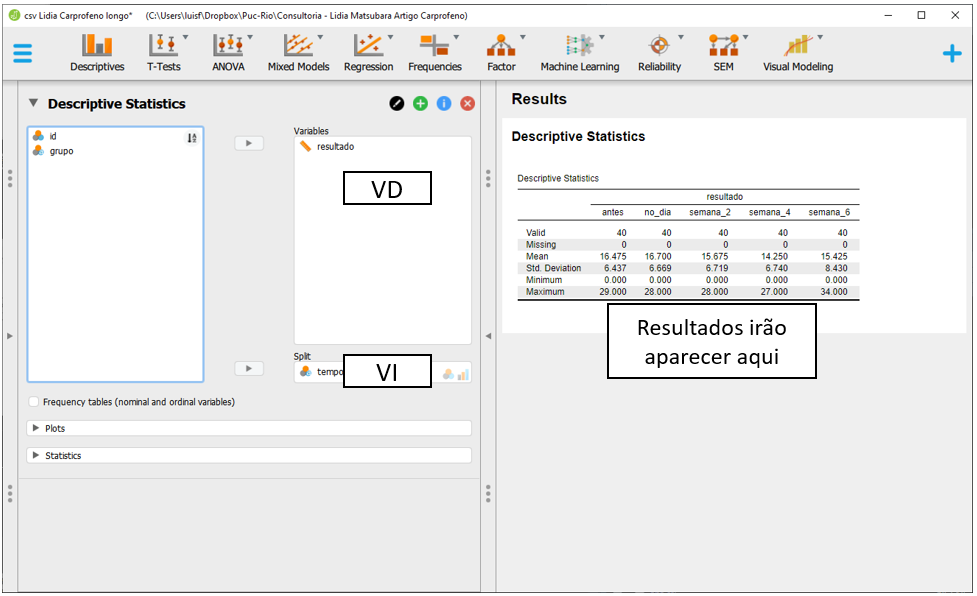 csv Lidia Carprofeno longo* (C:\Users\luisf\Dropbox\Puc-Rio\Consultoria - Lidia Matsubara Artigo Carprofeno)
Descriptives T-Tests ANOVA Mixed Models Regression Frequencies Factor Machine Learning Reliability SEM Visual Modeling
Descriptive Statistics
id
grupo
Variables
resultado
VD
Split
tempo
VI
Frequency tables (nominal and ordinal variables)
Plots
Statistics
Results
Descriptive Statistics
Descriptive Statistics
resultado
antes no_dia semana_2 semana_4 semana_6
Valid 40 40 40 40 40
Missing 0 0 0 0 0
Mean 16.475 16.700 15.675 14.250 15.425
Std. Deviation 6.437 6.669 6.719 6.740 8.430
Minimum 0.000 0.000 0.000 0.000 0.000
Maximum 29.000 28.000 28.000 27.000 34.000
Resultados irão
aparecer aqui